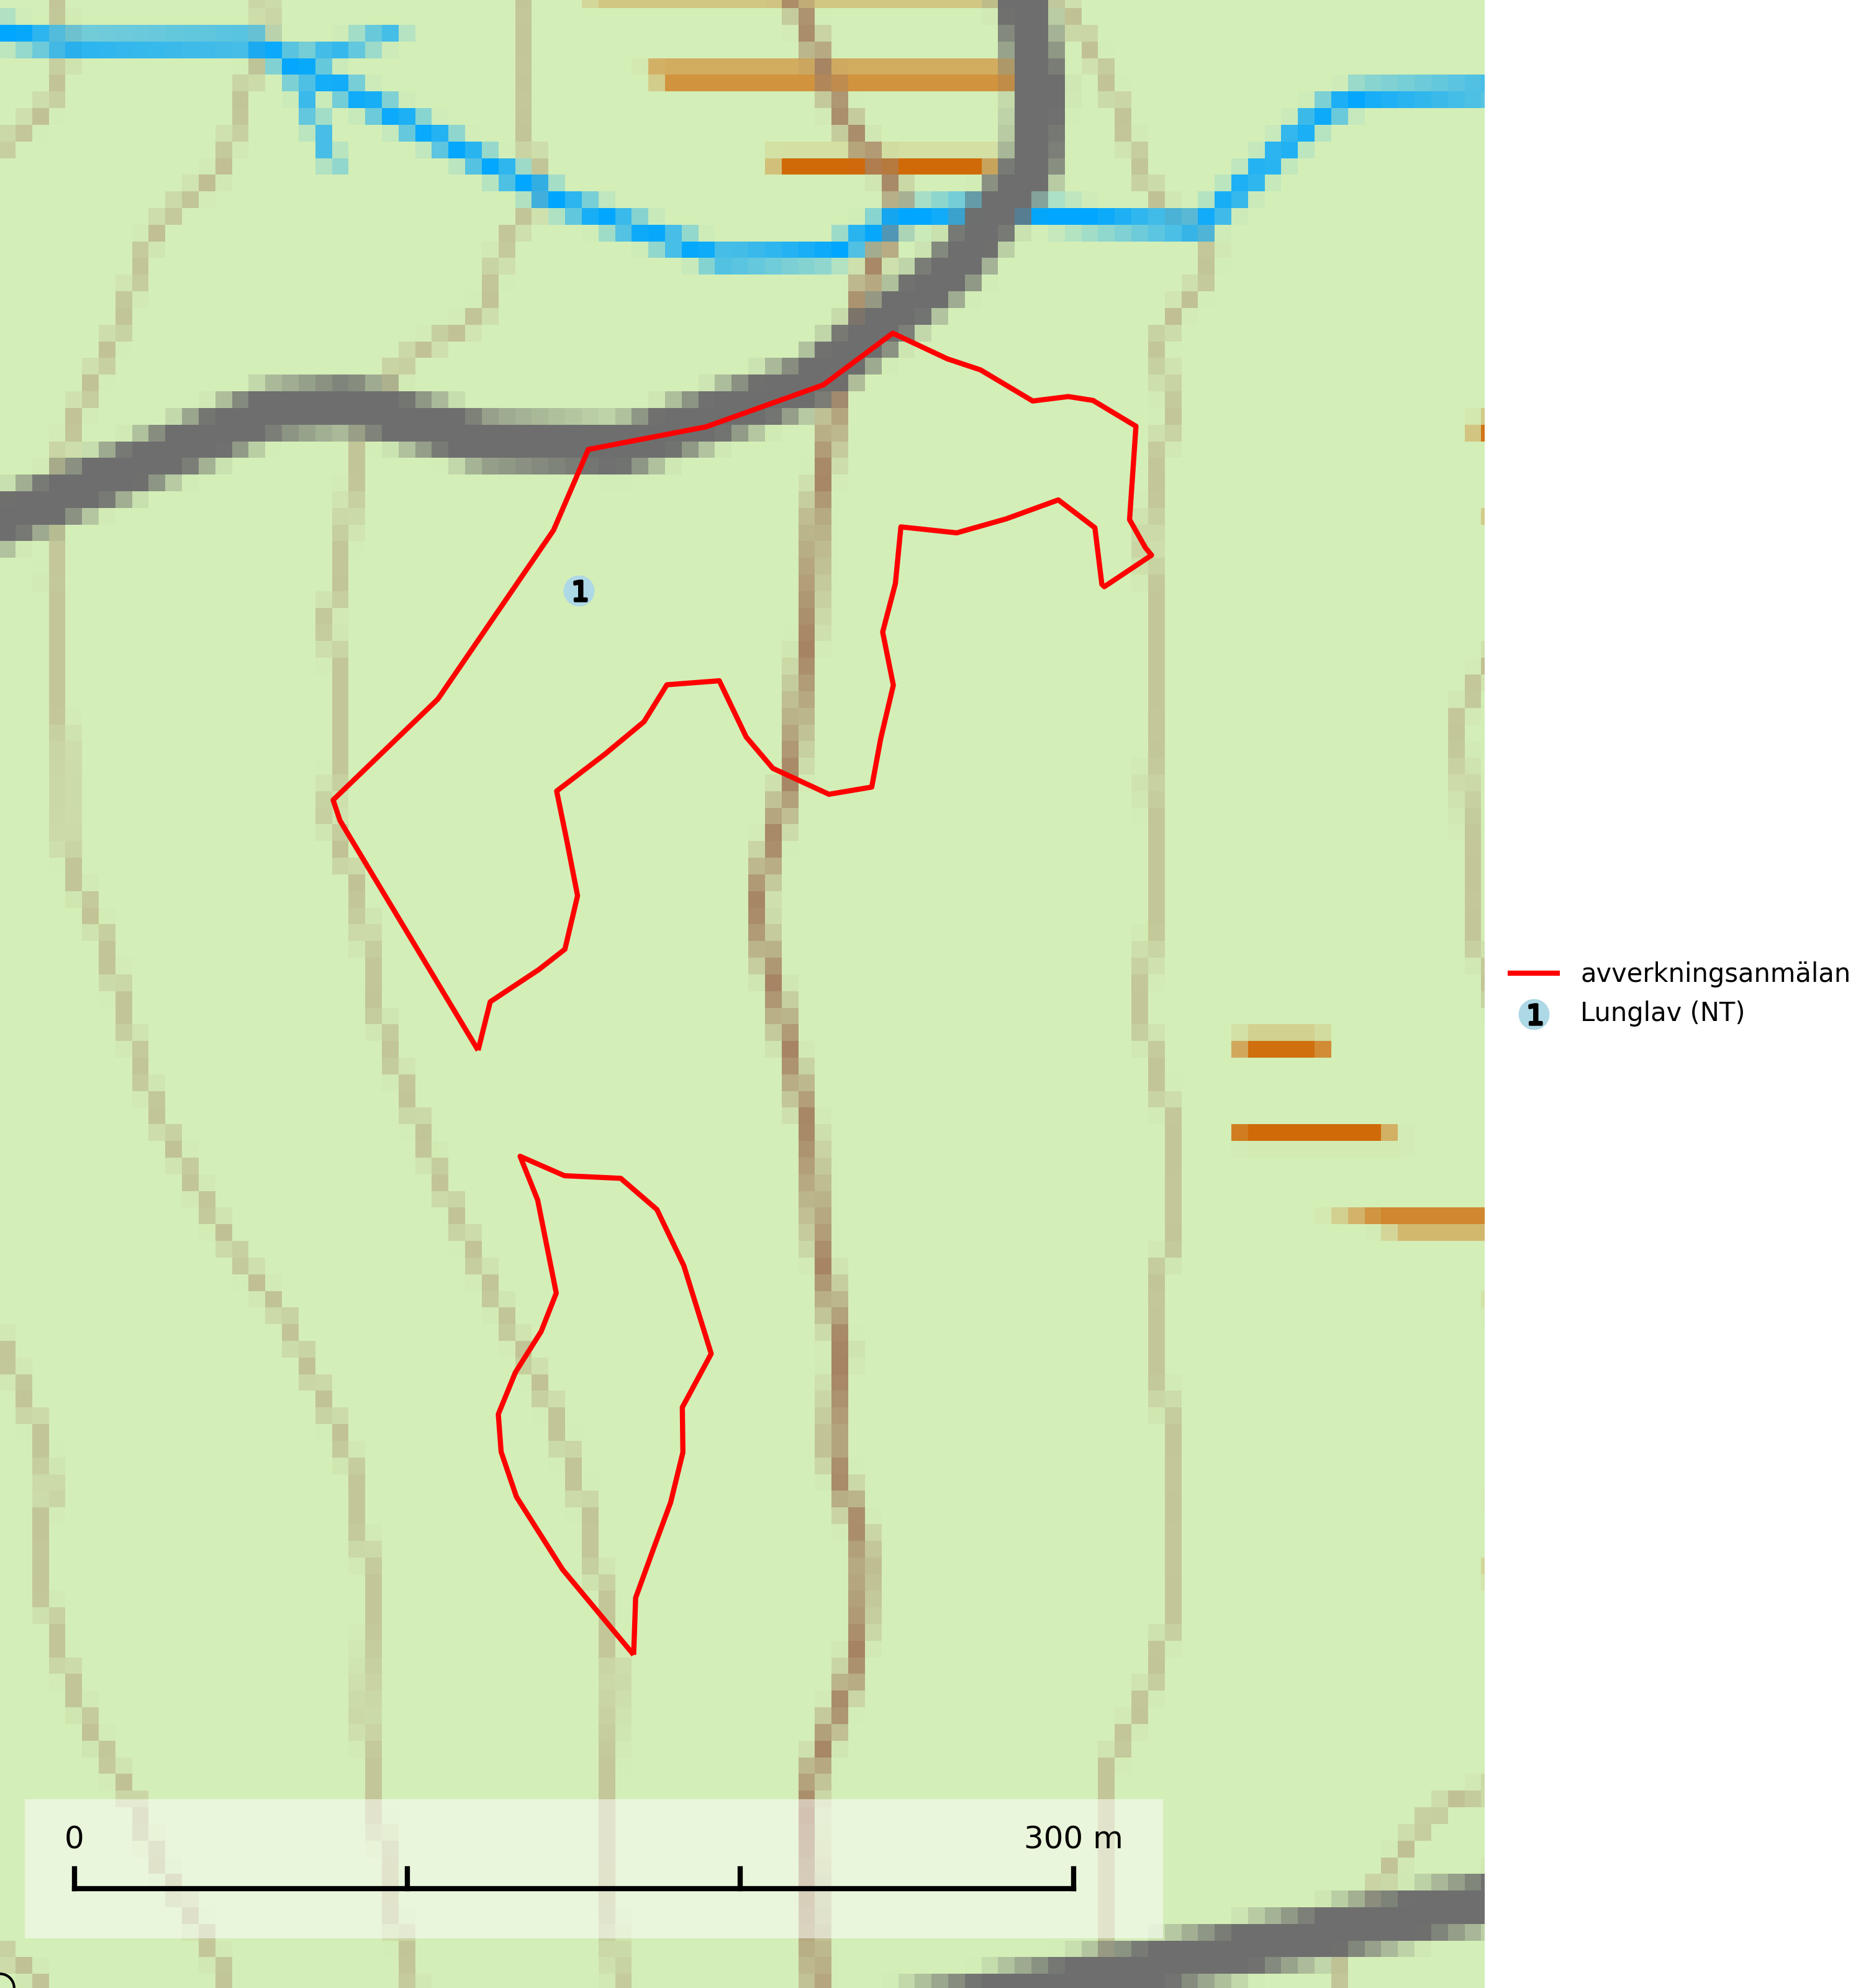 1
avverkningsanmälan
1 Lunglav (NT)
0 300 m